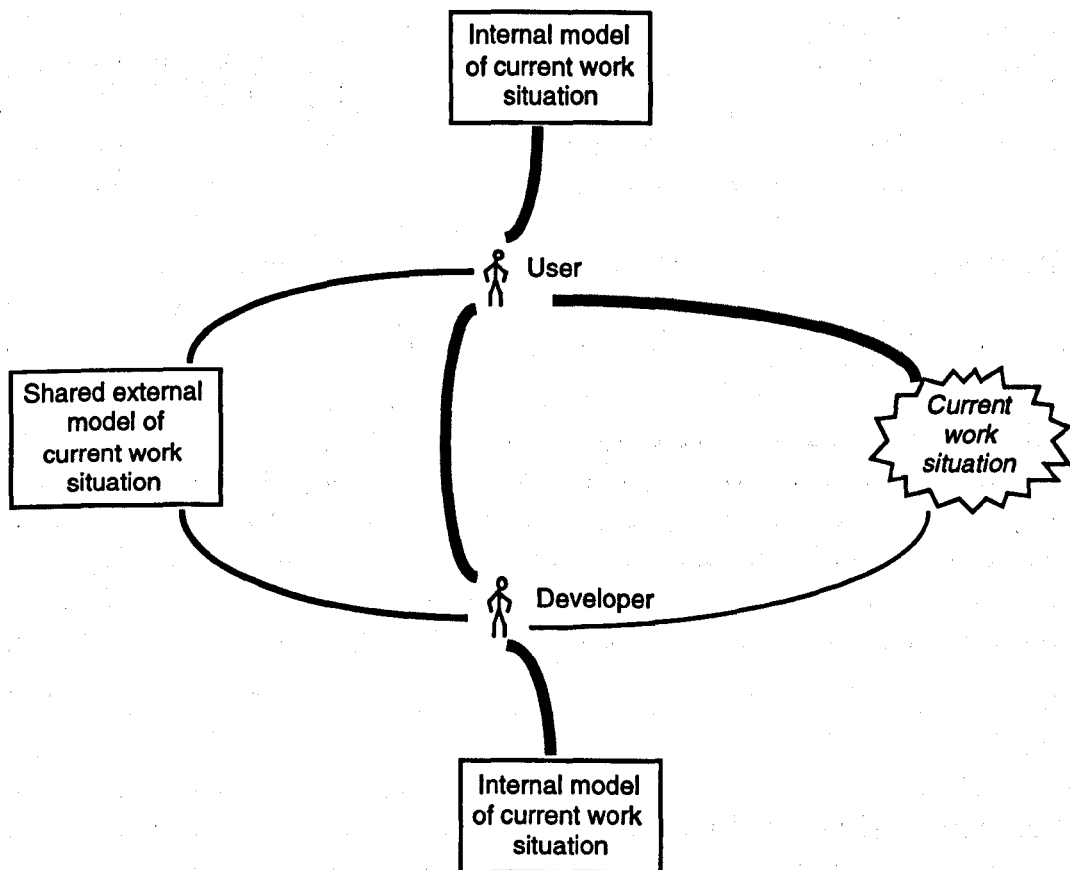 Internal model
of current work
situation
User
Shared external
model of
current work
situation
Current
work
situation
Developer
Internal model
of current work
situation